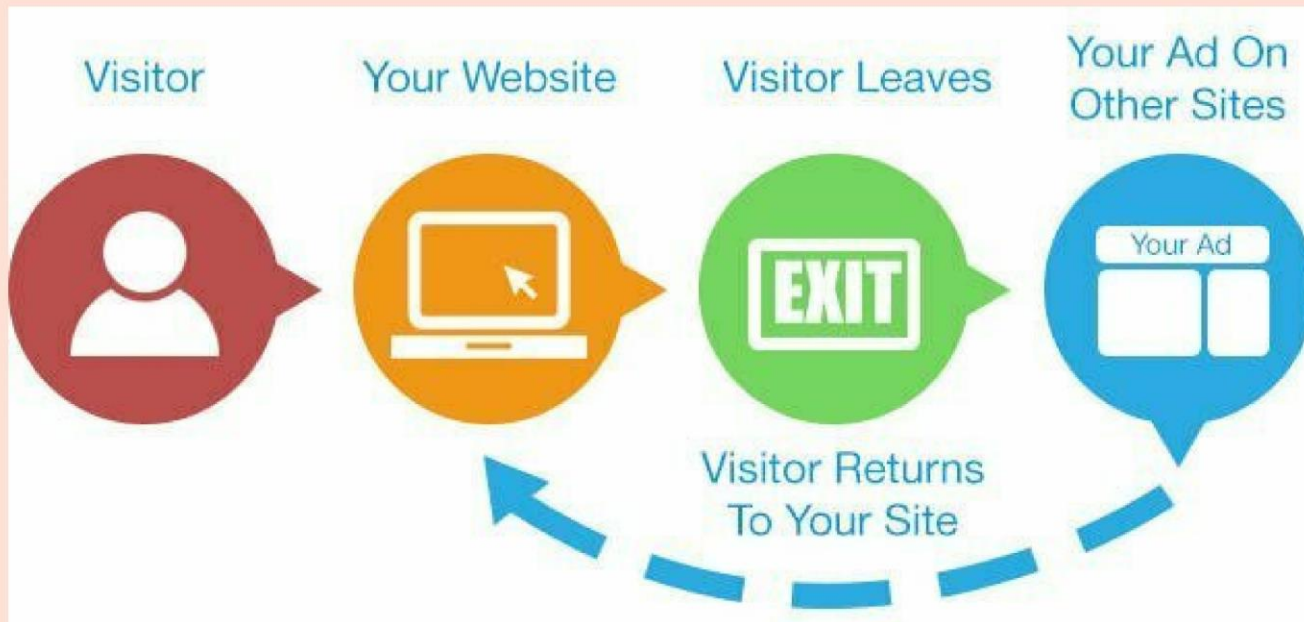 Visitor
Your Website
Visitor Leaves
Your Ad On
Other Sites
EXIT
Your Ad
Visitor Returns
To Your Site